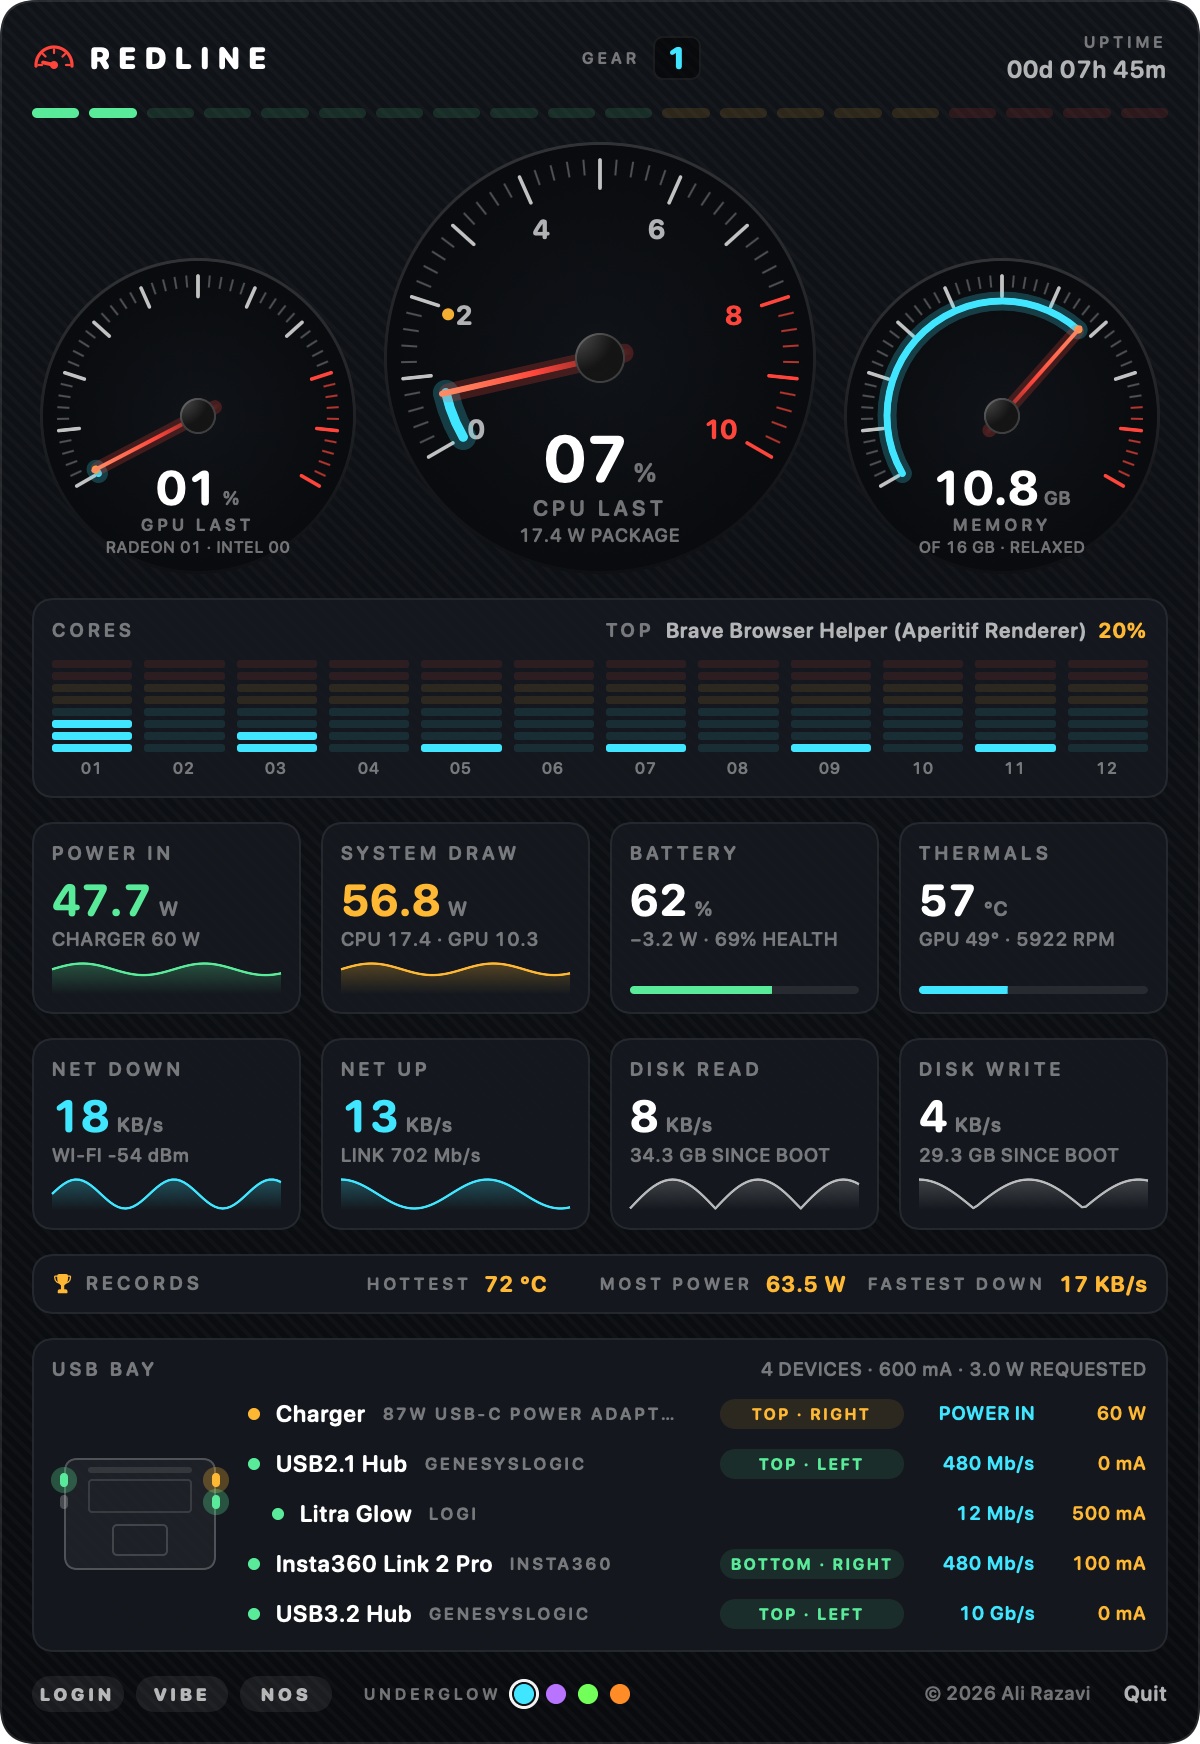 REDLINE
GEAR 1
UPTIME
00d 07h 45m
4 6
2 8
0 10
01 %
GPU LAST
RADEON 01 · INTEL 00
07 %
CPU LAST
17.4 W PACKAGE
10.8 GB
MEMORY
OF 16 GB · RELAXED
CORES TOP Brave Browser Helper (Aperitif Renderer) 20%
01 02 03 04 05 06 07 08 09 10 11 12
POWER IN
47.7 W
CHARGER 60 W
SYSTEM DRAW
56.8 W
CPU 17.4 · GPU 10.3
BATTERY
62 %
−3.2 W · 69% HEALTH
THERMALS
57 °C
GPU 49° · 5922 RPM
NET DOWN
18 KB/s
WI-FI -54 dBm
NET UP
13 KB/s
LINK 702 Mb/s
DISK READ
8 KB/s
34.3 GB SINCE BOOT
DISK WRITE
4 KB/s
29.3 GB SINCE BOOT
RECORDS HOTTEST 72 °C MOST POWER 63.5 W FASTEST DOWN 17 KB/s
USB BAY 4 DEVICES · 600 mA · 3.0 W REQUESTED
Charger 87W USB-C POWER ADAPT… TOP · RIGHT POWER IN 60 W
USB2.1 Hub GENESYSLOGIC TOP · LEFT 480 Mb/s 0 mA
Litra Glow LOGI 12 Mb/s 500 mA
Insta360 Link 2 Pro INSTA360 BOTTOM · RIGHT 480 Mb/s 100 mA
USB3.2 Hub GENESYSLOGIC TOP · LEFT 10 Gb/s 0 mA
LOGIN VIBE NOS UNDERGLOW © 2026 Ali Razavi Quit